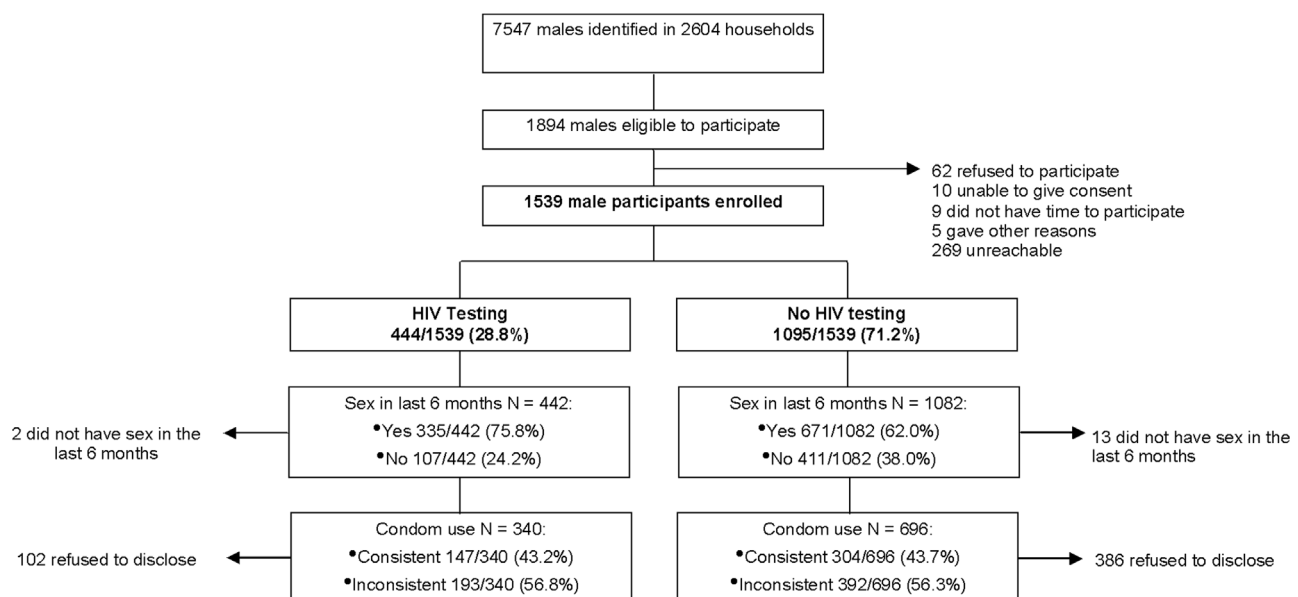 7547 males identified in 2604 households
1894 males eligible to participate
62 refused to participate
10 unable to give consent
9 did not have time to participate
5 gave other reasons
269 unreachable
1539 male participants enrolled
HIV Testing
444/1539 (28.8%)
No HIV testing
1095/1539 (71.2%)
Sex in last 6 months N = 442:
•Yes 335/442 (75.8%)
•No 107/442 (24.2%)
2 did not have sex in the
last 6 months
Sex in last 6 months N = 1082:
•Yes 671/1082 (62.0%)
•No 411/1082 (38.0%)
13 did not have sex in the
last 6 months
Condom use N = 340:
•Consistent 147/340 (43.2%)
•Inconsistent 193/340 (56.8%)
102 refused to disclose
Condom use N = 696:
•Consistent 304/696 (43.7%)
•Inconsistent 392/696 (56.3%)
386 refused to disclose